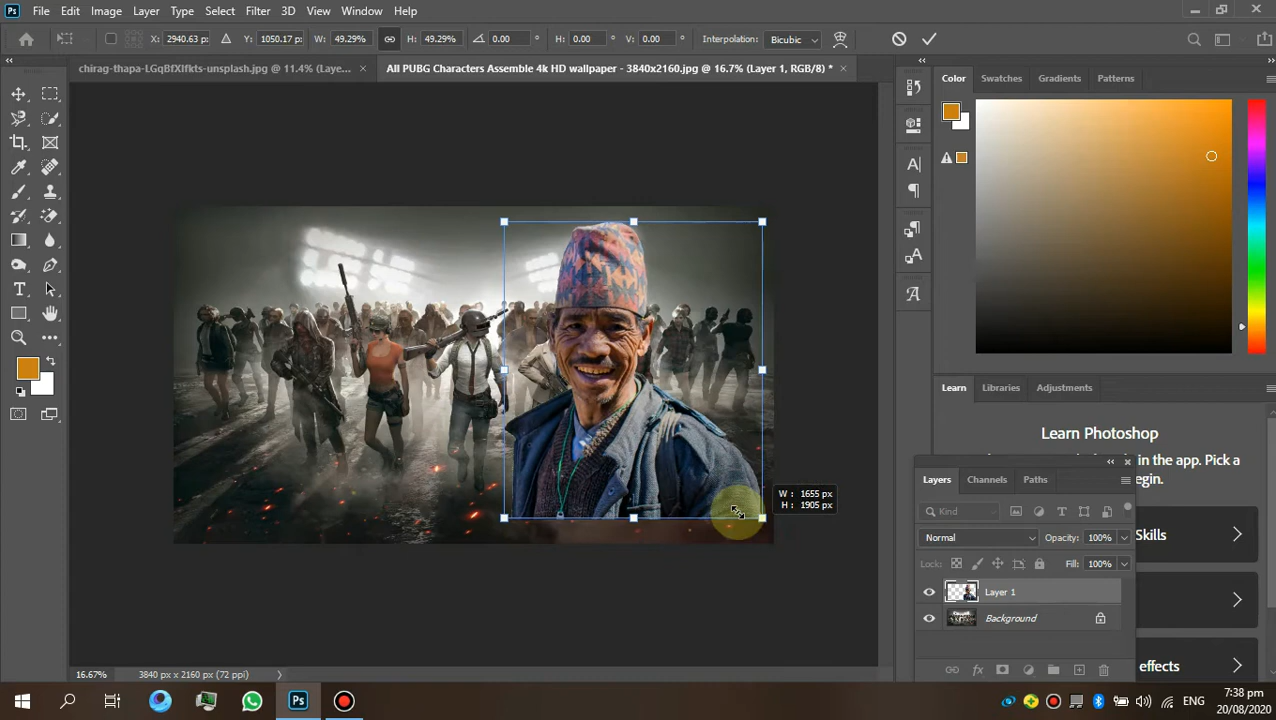 Ps File Edit Image Layer Type Select Filter 3D View Window Help
X: 2940.63 p: Y: 1050.17 p: W: 49.29% H: 49.29% 0.00 ° H: 0.00 ° V: 0.00 ° Interpolation: Bicubic
chirag-thapa-LGqBfXIfkts-unsplash.jpg @ 11.4% (Laye... × All PUBG Characters Assemble 4k HD wallpaper - 3840x2160.jpg @ 16.7% (Layer 1, RGB/8) * ×
Color Swatches Gradients Patterns
Learn Libraries Adjustments
Learn Photoshop
in the app. Pick a
egin.
Layers Channels Paths
Kind
Skills
Normal Opacity: 100%
Lock: Fill: 100%
Layer 1
Background
effects
W : 1655 px
H : 1905 px
16.67% 3840 px x 2160 px (72 ppi)
Ps ENG 7:38 pm
20/08/2020